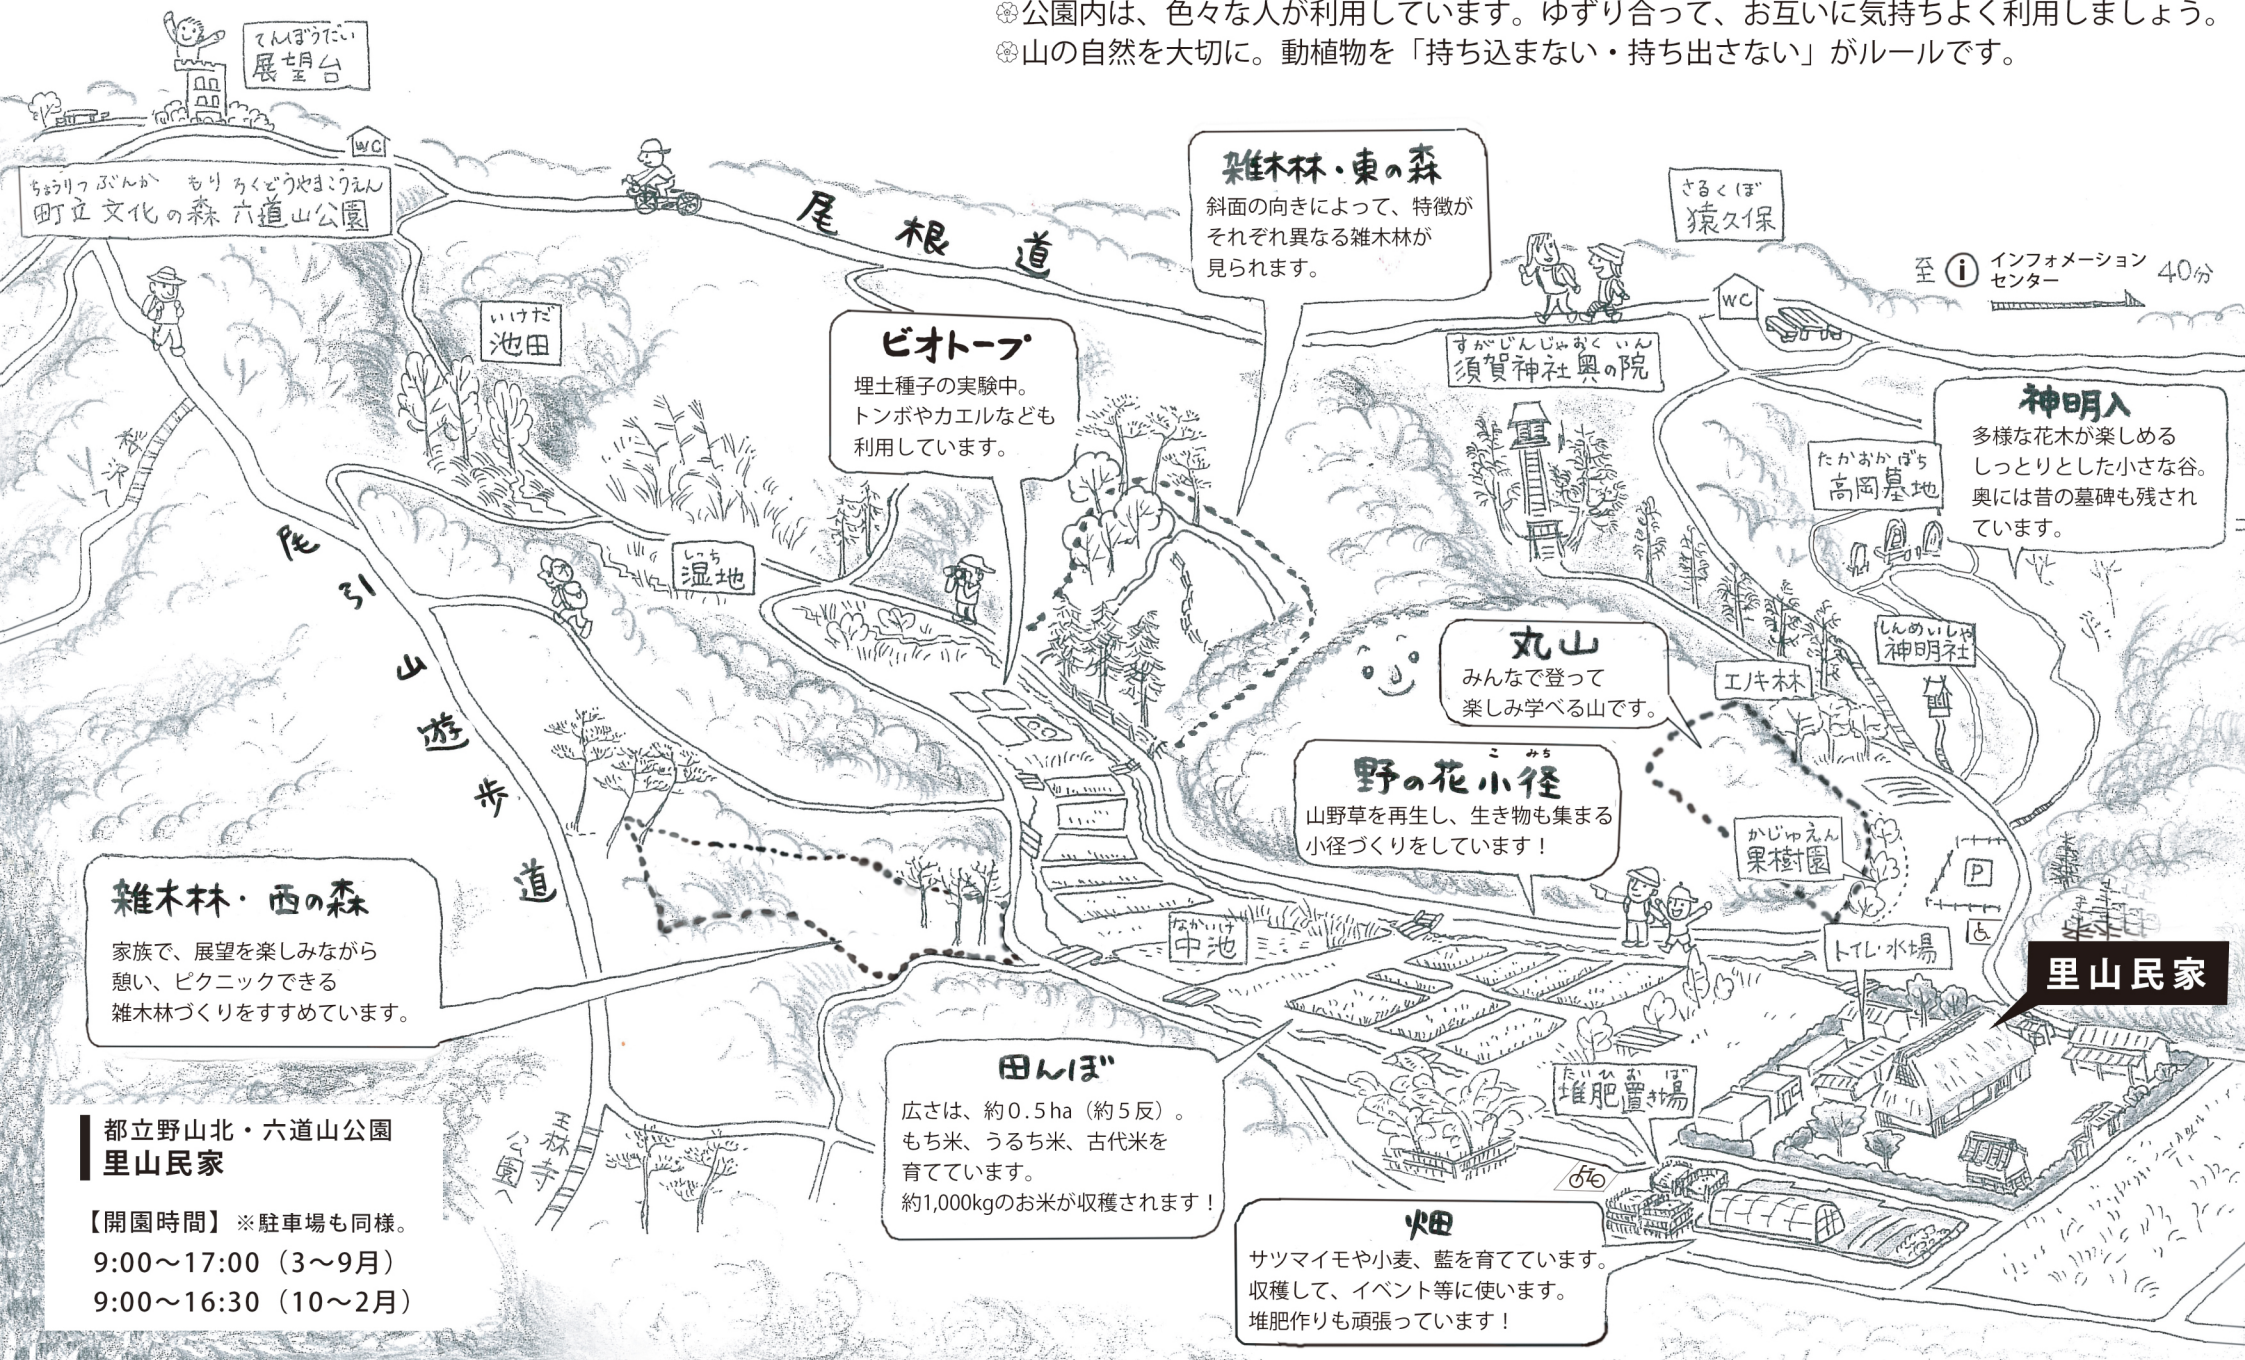 公園内は、色々な人が利用しています。ゆずり合って、お互いに気持ちよく利用しましょう。
山の自然を大切に。動植物を「持ち込まない・持ち出さない」がルールです。
てんぼうだい
展望台
WC
ちょうりつ ぶんか もり ろくどうやまこうえん
町立 文化の森 六道山公園
尾根道
雑木林・東の森
斜面の向きによって、特徴が
それぞれ異なる雑木林が
見られます。
さるくぼ
猿久保
至 i インフォメーション
センター
40分
WC
すがじんじゃおくいん
須賀神社 奥の院
いけだ
池田
ビオトープ
埋土種子の実験中。
トンボやカエルなども
利用しています。
神明入
多様な花木が楽しめる
しっとりとした小さな谷。
奥には昔の墓碑も残され
ています。
たかおかぼち
高岡墓地
桜沢へ
しっち
湿地
尾引山遊歩道
しんめいしゃ
神明社
丸山
みんなで登って
楽しみ学べる山です。
エノキ林
こみち
野の花小径
山野草を再生し、生き物も集まる
小径づくりをしています！
かじゅえん
果樹園
P
雑木林・西の森
家族で、展望を楽しみながら
憩い、ピクニックできる
雑木林づくりをすすめています。
なかいけ
中池
トイレ・水場
里山民家
田んぼ
広さは、約0.5ha（約5反）。
もち米、うるち米、古代米を
育てています。
約1,000kgのお米が収穫されます！
たいひおきば
堆肥置き場
玉林寺
公園へ
都立野山北・六道山公園
里山民家
【開園時間】※駐車場も同様。
9:00～17:00（3～9月）
9:00～16:30（10～2月）
畑
サツマイモや小麦、藍を育てています。
収穫して、イベント等に使います。
堆肥作りも頑張っています！